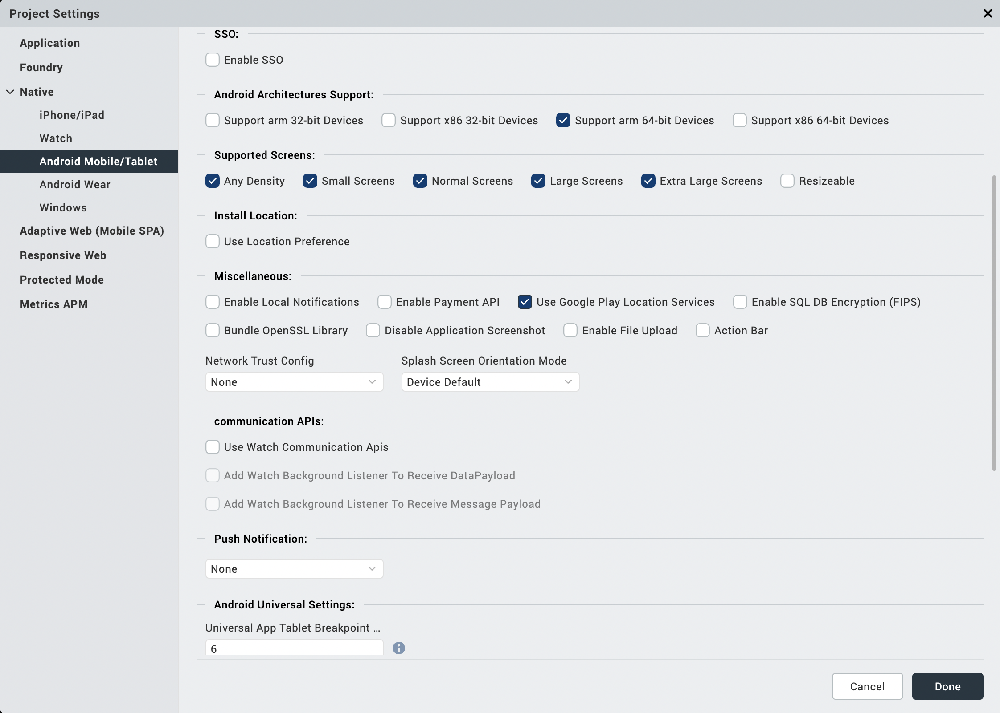 Project Settings
Application
Foundry
Native
iPhone/iPad
Watch
Android Mobile/Tablet
Android Wear
Windows
Adaptive Web (Mobile SPA)
Responsive Web
Protected Mode
Metrics APM
SSO:
Enable SSO
Android Architectures Support:
Support arm 32-bit Devices Support x86 32-bit Devices Support arm 64-bit Devices Support x86 64-bit Devices
Supported Screens:
Any Density Small Screens Normal Screens Large Screens Extra Large Screens Resizeable
Install Location:
Use Location Preference
Miscellaneous:
Enable Local Notifications Enable Payment API Use Google Play Location Services Enable SQL DB Encryption (FIPS)
Bundle OpenSSL Library Disable Application Screenshot Enable File Upload Action Bar
Network Trust Config Splash Screen Orientation Mode
None Device Default
communication APIs:
Use Watch Communication Apis
Add Watch Background Listener To Receive DataPayload
Add Watch Background Listener To Receive Message Payload
Push Notification:
None
Android Universal Settings:
Universal App Tablet Breakpoint ...
6
Cancel Done